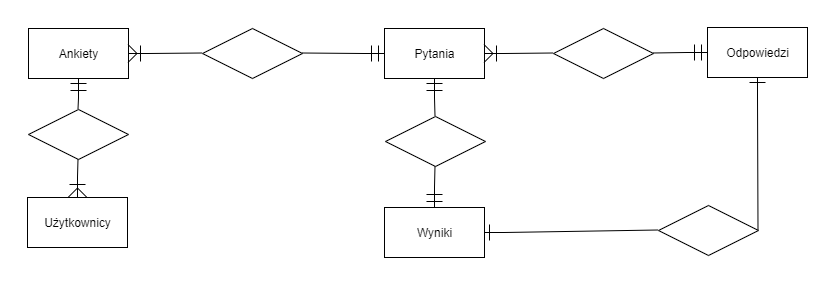 Ankiety
Pytania
Odpowiedzi
Użytkownicy
Wyniki